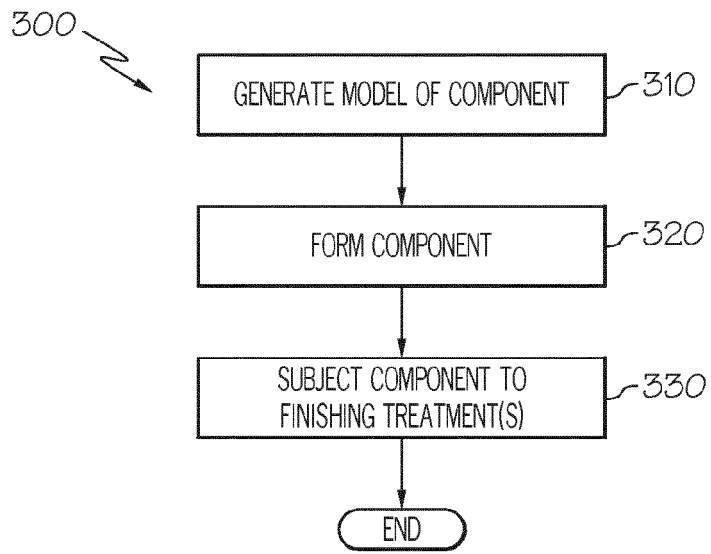 300
GENERATE MODEL OF COMPONENT
310
FORM COMPONENT
320
SUBJECT COMPONENT TO
FINISHING TREATMENT(S)
330
END